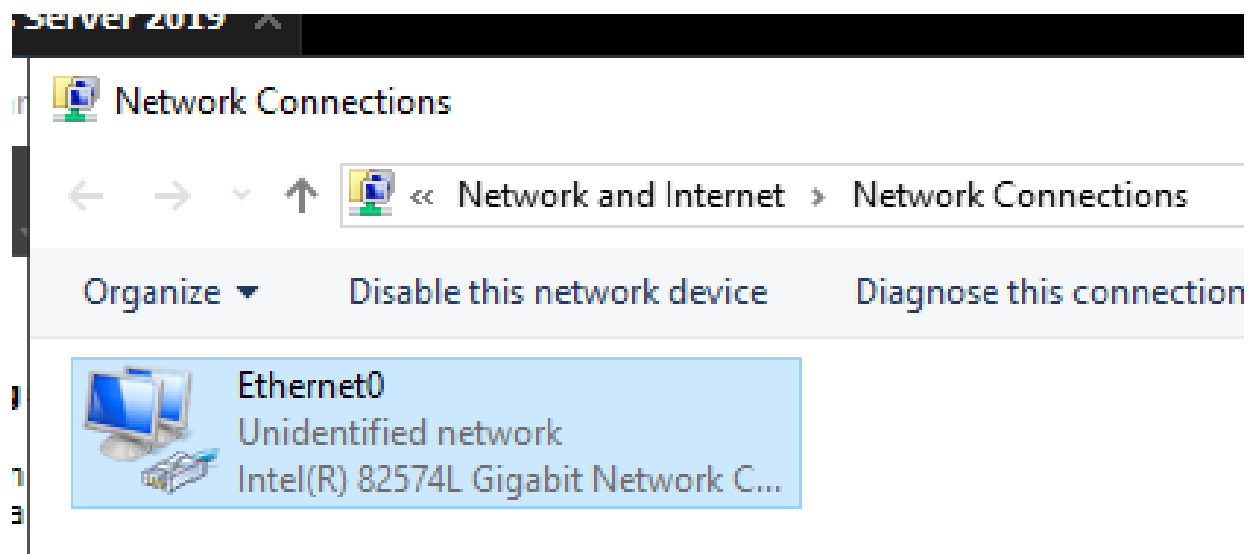 Server 2019
Network Connections
« Network and Internet › Network Connections
Organize Disable this network device Diagnose this connection
Ethernet0
Unidentified network
Intel(R) 82574L Gigabit Network C...